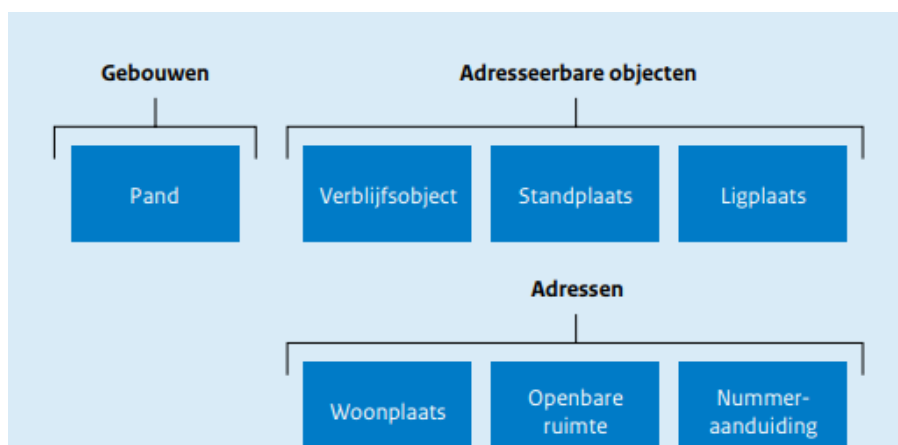 Gebouwen
Adresseerbare objecten
Pand
Verblijfsobject
Standplaats
Ligplaats
Adressen
Woonplaats
Openbare
ruimte
Nummer-
aanduiding